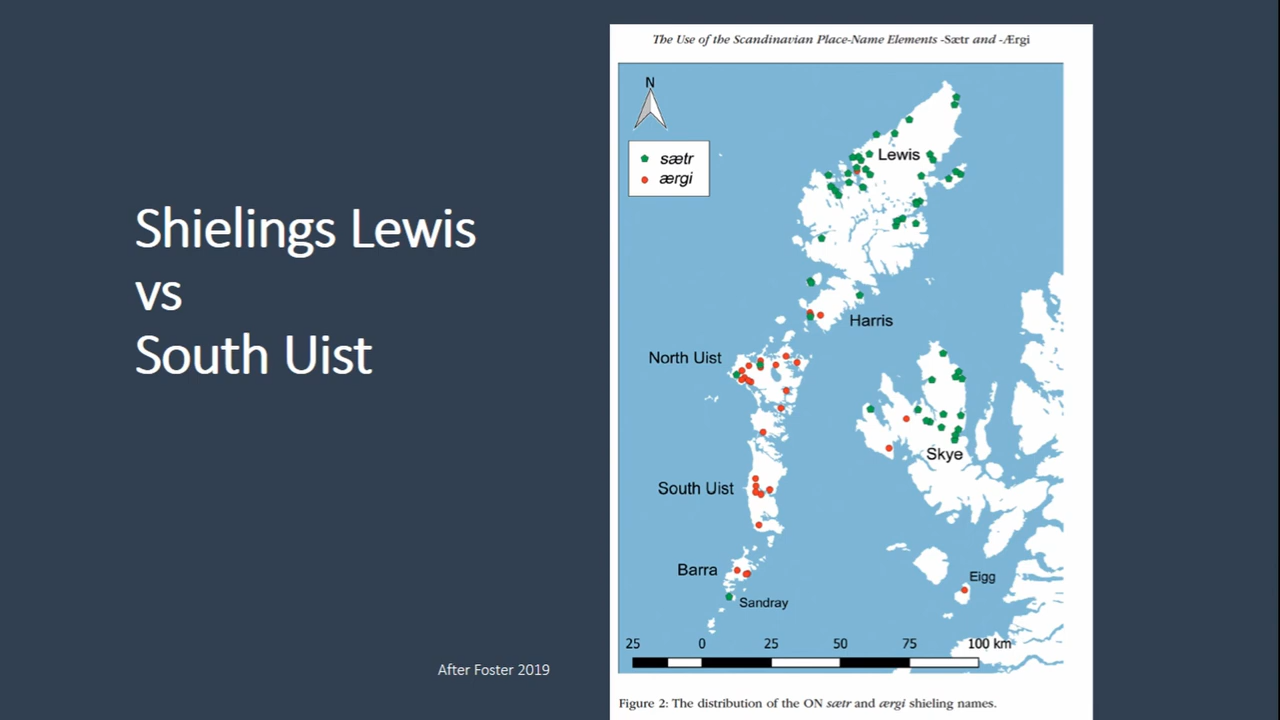 Shielings Lewis
vs
South Uist
After Foster 2019
The Use of the Scandinavian Place-Name Elements -Sætr and -Ærgi
N
sætr
ærgi
Lewis
Harris
North Uist
Skye
South Uist
Barra
Eigg
Sandray
25 0 25 50 75 100 km
Figure 2: The distribution of the ON sætr and ærgi shieling names.